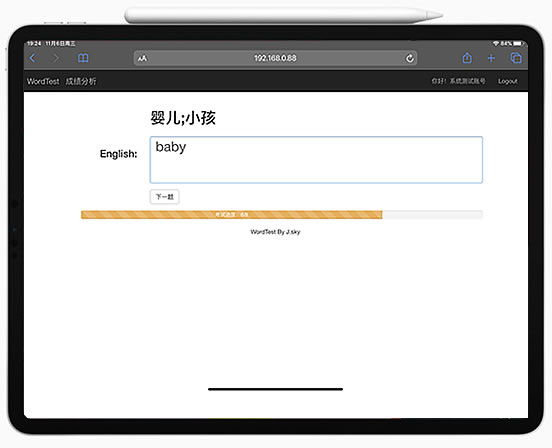 19:24 11月6日周三
84%
AA 192.168.0.88
WordTest 成绩分析 你好! 系统测试账号 Logout
婴儿;小孩
English: baby
下一题
考试进度：6/8
WordTest By J.sky